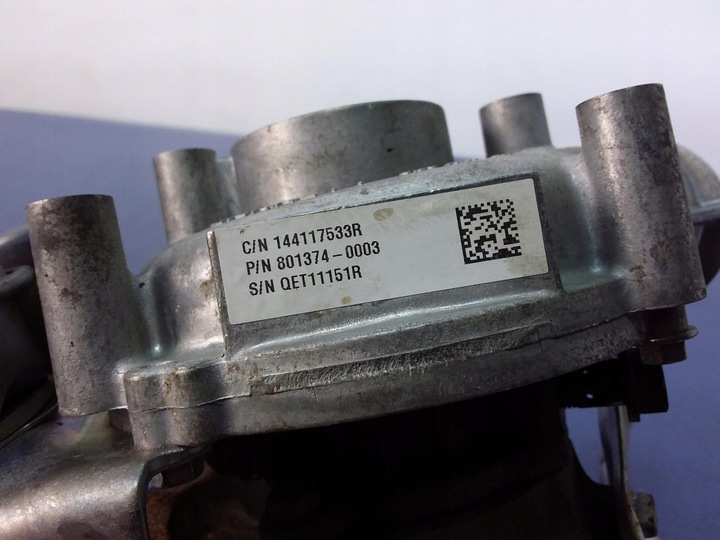 C/N 144117533R
P/N 801374-0003
S/N QET11151R